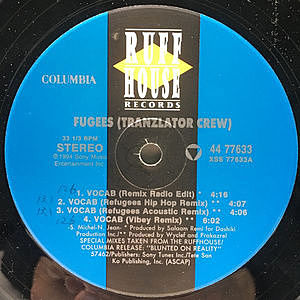 RUFF
HOUSE
RECORDS
COLUMBIA
FUGEES (TRANZLATOR CREW)
33 1/3 RPM
STEREO
℗ 1994 Sony Music
Entertainment Inc.
44 77633
XSS 77633A
1. VOCAB (Remix Radio Edit) * 4:16
2. VOCAB (Refugees Hip Hop Remix) * 4:07
3. VOCAB (Refugees Acoustic Remix) * 4:06
4. VOCAB (Vibey Remix) ** 6:02
-S. Michel-N. Jean-
* Produced by Salaam Remi for Dashiki
Production Inc./
** Produced by Wyclef and Prakazrel
SPECIAL MIXES TAKEN FROM THE RUFFHOUSE/
COLUMBIA RELEASE: "BLUNTED ON REALITY"
57462/Publishers: Sony Tunes Inc/Tete San
Ko Publishing, Inc. (ASCAP)